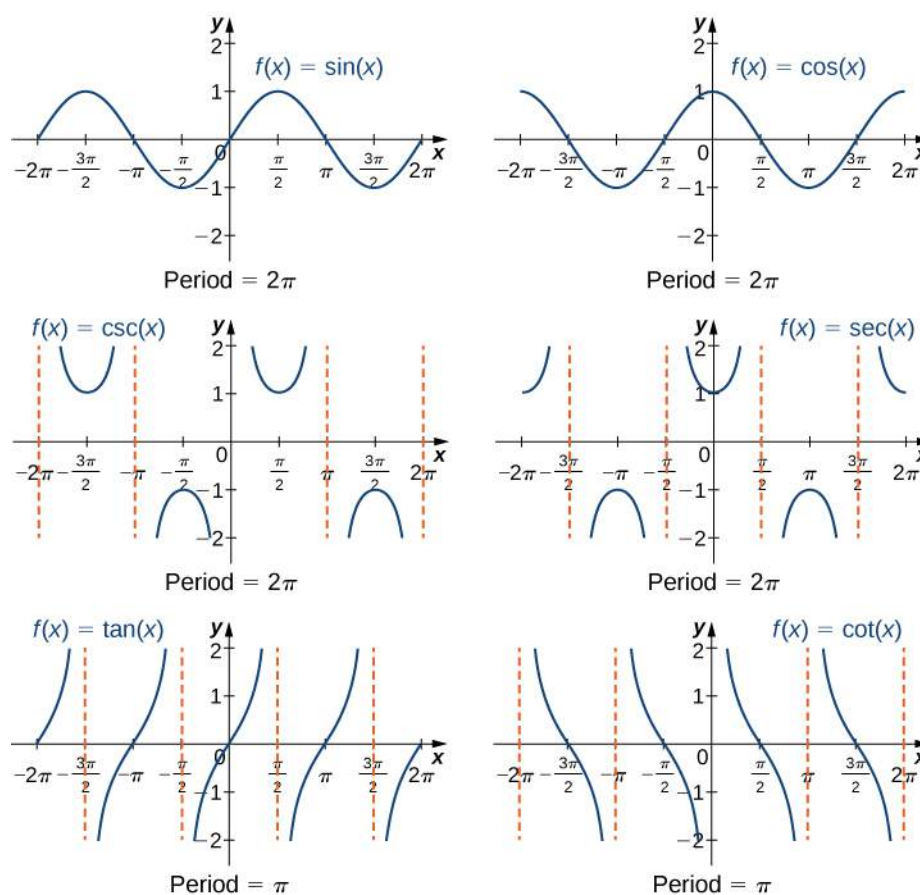 y
2
f(x) = sin(x)
1
0
x
−2π −3π/2 −π −π/2 π/2 π 3π/2 2π
−1
−2
Period = 2π
y
2
f(x) = cos(x)
1
0
x
−2π −3π/2 −π −π/2 π/2 π 3π/2 2π
−1
−2
Period = 2π
f(x) = csc(x)
y
2
1
0
x
−2π −3π/2 −π −π/2 π/2 π 3π/2 2π
−1
−2
Period = 2π
y
f(x) = sec(x)
2
1
0
x
−2π −3π/2 −π −π/2 π/2 π 3π/2 2π
−1
−2
Period = 2π
f(x) = tan(x)
y
2
1
0
x
−2π −3π/2 −π −π/2 π/2 π 3π/2 2π
−1
−2
Period = π
y
f(x) = cot(x)
2
1
0
x
−2π −3π/2 −π −π/2 π/2 π 3π/2 2π
−1
−2
Period = π